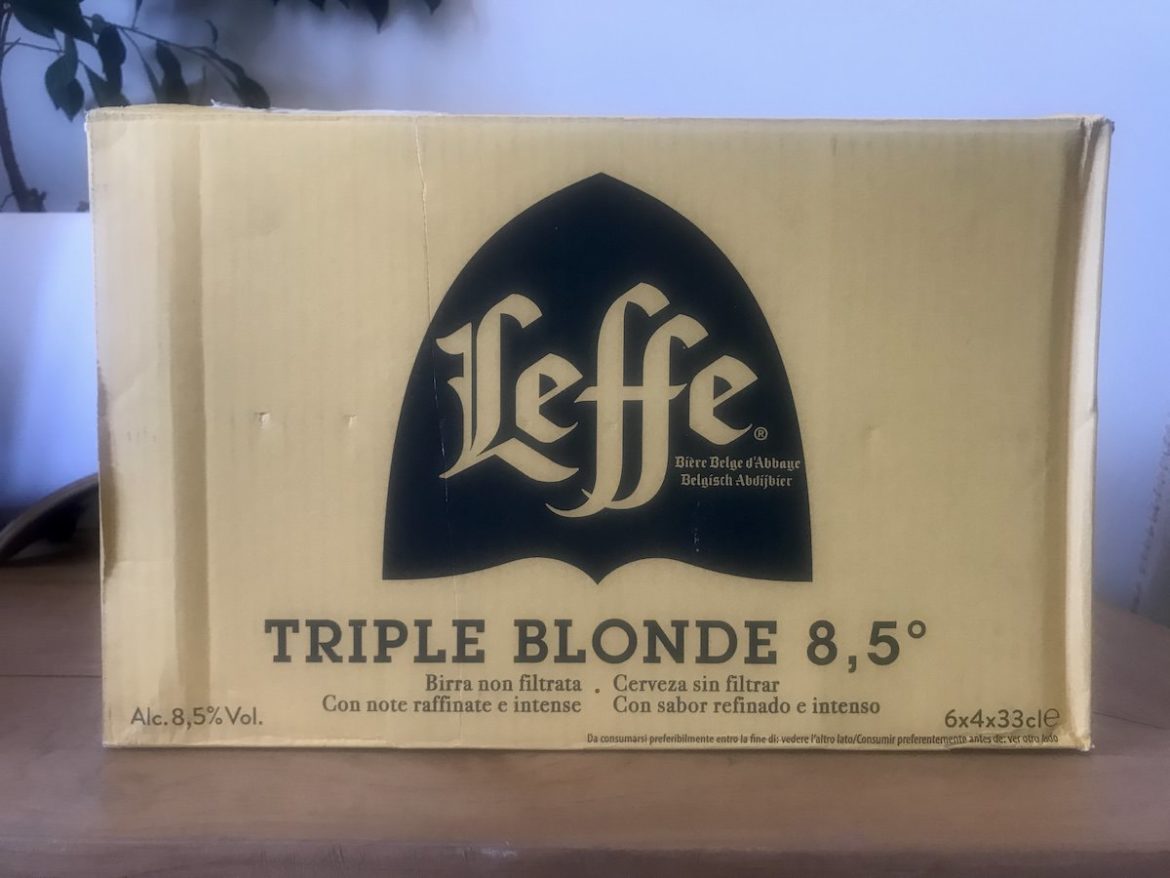 Leffe®
Bière Belge d'Abbaye
Belgisch Abdijbier
TRIPLE BLONDE 8,5°
Birra non filtrata . Cerveza sin filtrar
Con note raffinate e intense Con sabor refinado e intenso
Alc. 8,5% Vol.
6x4x33cl e
Da consumarsi preferibilmente entro la fine di: vedere l'altro lato/Consumir preferentemente antes de: ver otro lado